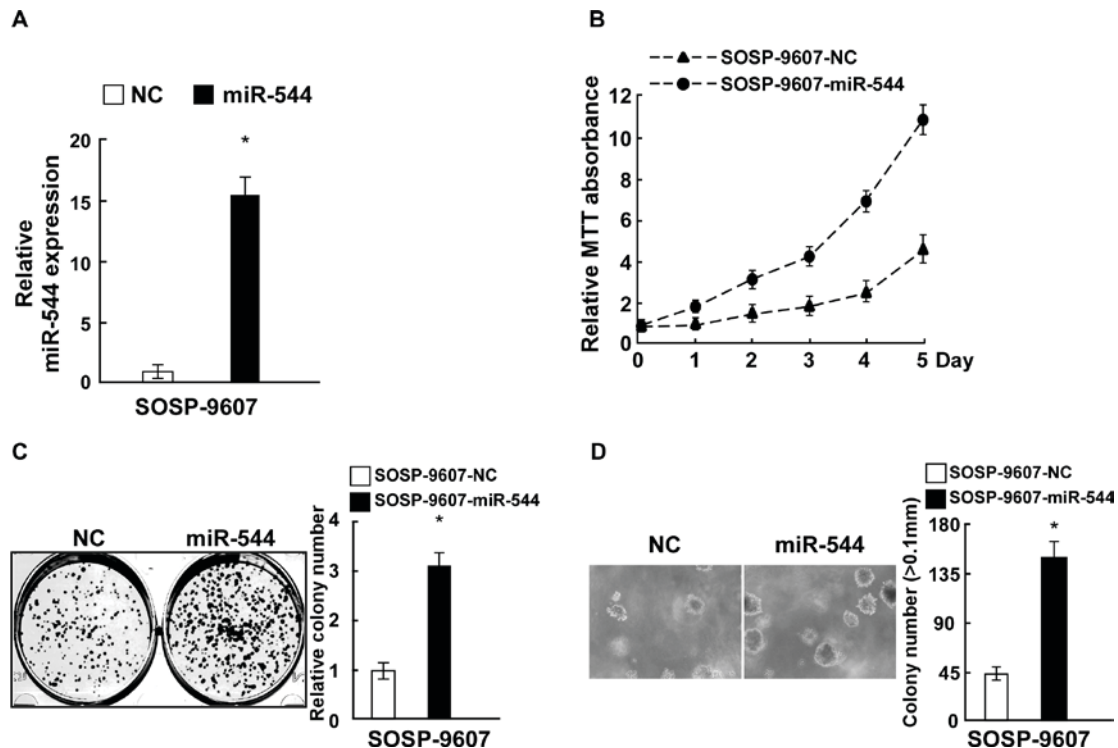 A
NC miR-544
Relative
miR-544 expression
20
*
15
10
5
0
SOSP-9607
B
SOSP-9607-NC
SOSP-9607-miR-544
Relative MTT absorbance
12
10
8
6
4
2
0
0 1 2 3 4 5 Day
C
NC miR-544
SOSP-9607-NC
SOSP-9607-miR-544
Relative colony number
4
*
3
2
1
0
SOSP-9607
D
NC miR-544
SOSP-9607-NC
SOSP-9607-miR-544
Colony number (>0.1mm)
180
*
135
90
45
0
SOSP-9607